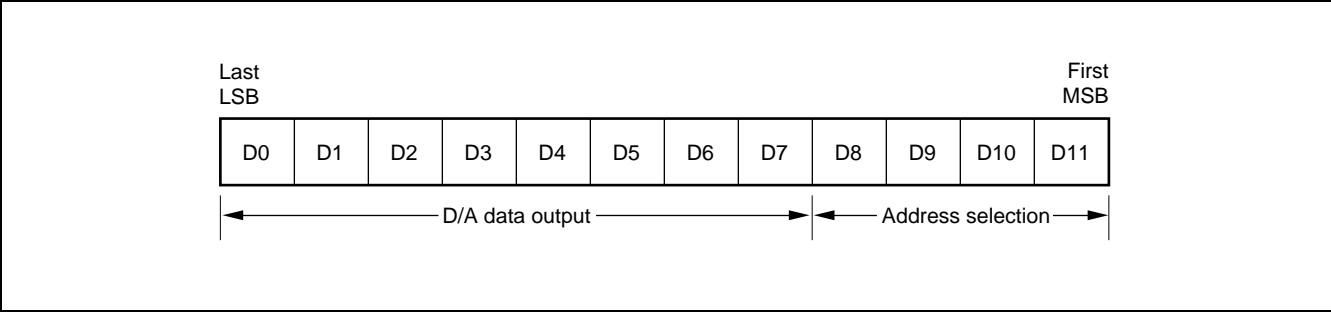 Last
LSB
First
MSB
D0 D1 D2 D3 D4 D5 D6 D7 D8 D9 D10 D11
D/A data output
Address selection